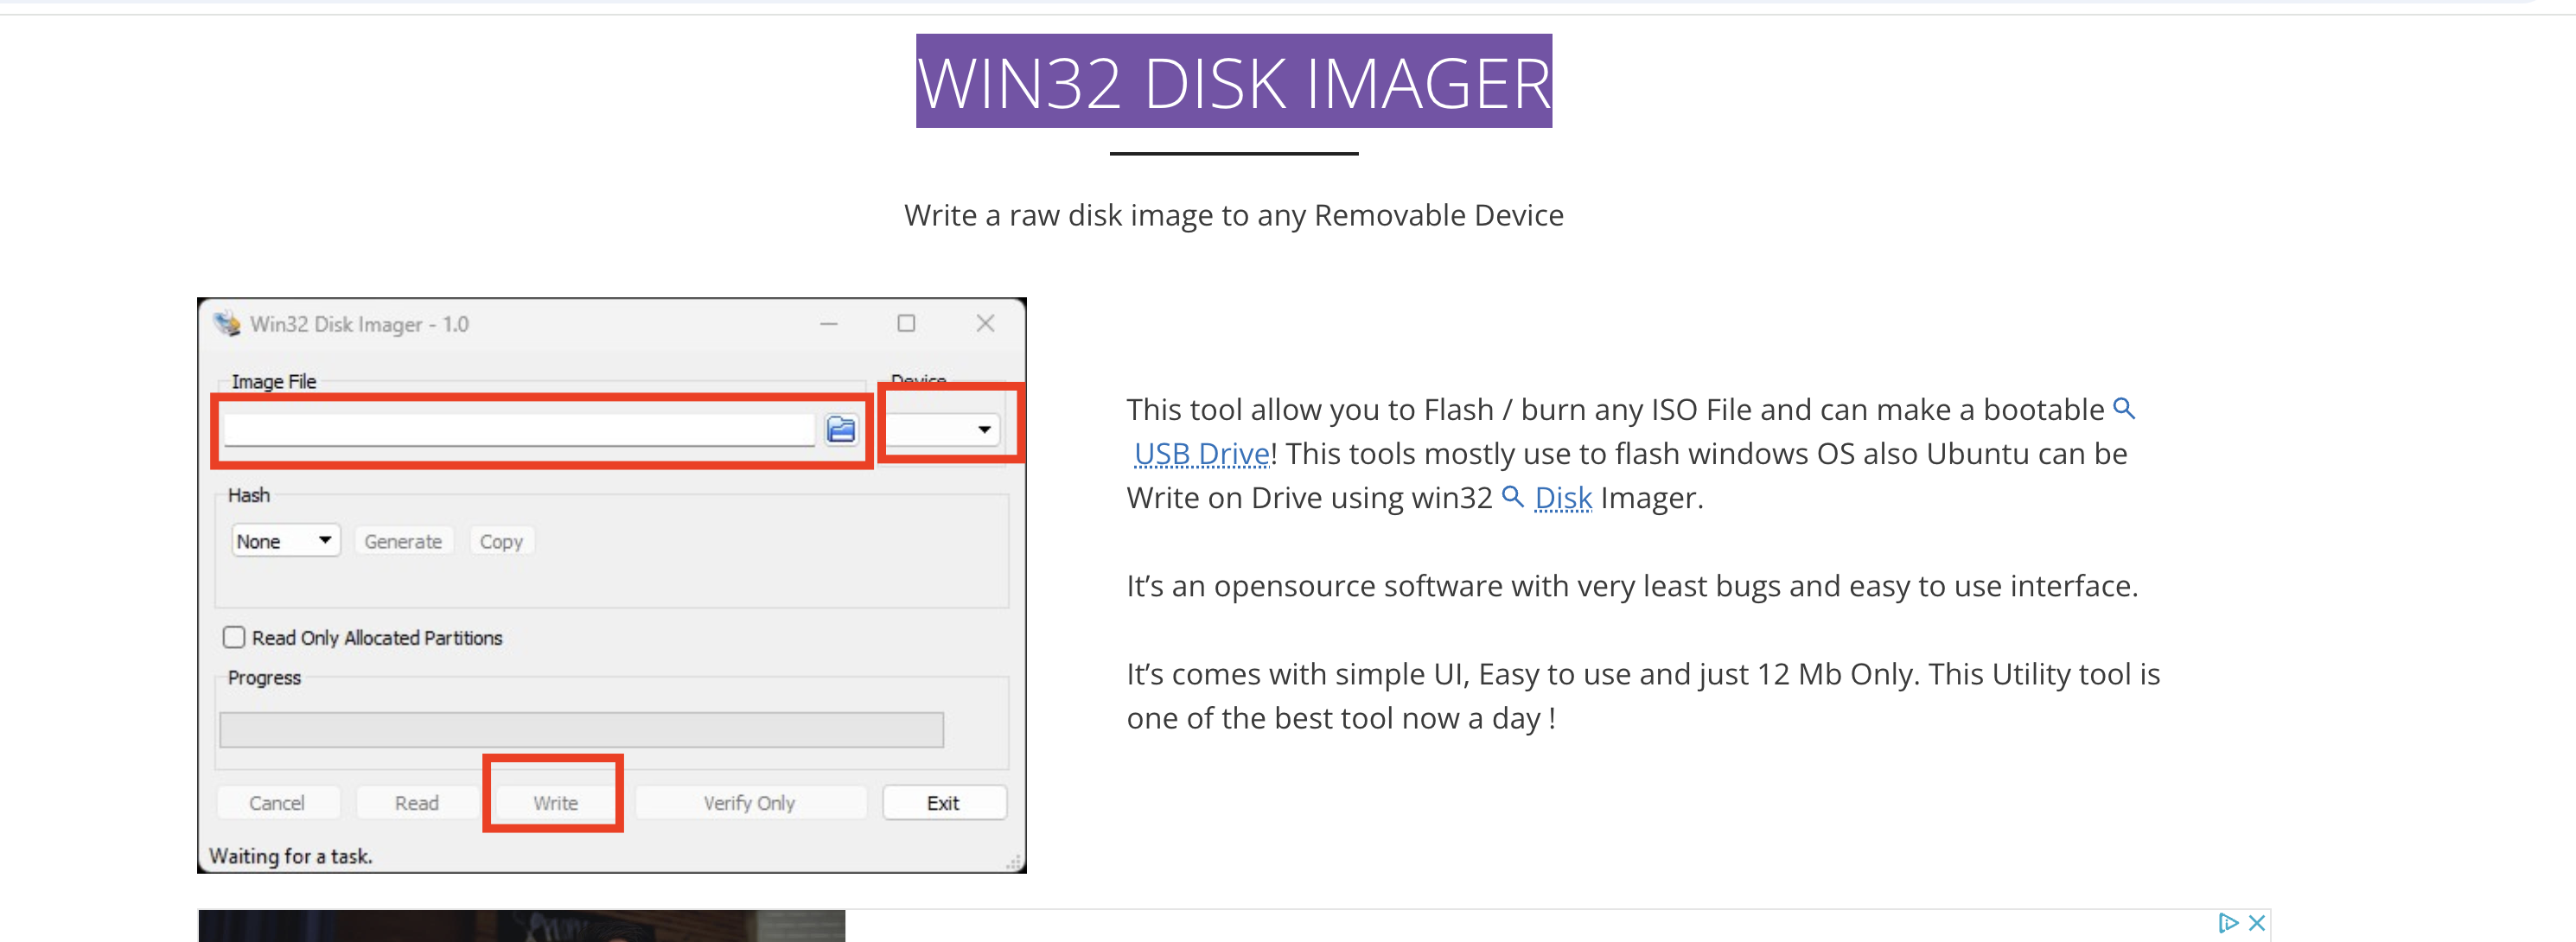 WIN32 DISK IMAGER
Write a raw disk image to any Removable Device
Win32 Disk Imager - 1.0
Image File
Device
Hash
None
Generate
Copy
Read Only Allocated Partitions
Progress
Cancel
Read
Write
Verify Only
Exit
Waiting for a task.
This tool allow you to Flash / burn any ISO File and can make a bootable
USB Drive! This tools mostly use to flash windows OS also Ubuntu can be
Write on Drive using win32 Disk Imager.
It’s an opensource software with very least bugs and easy to use interface.
It’s comes with simple UI, Easy to use and just 12 Mb Only. This Utility tool is
one of the best tool now a day !